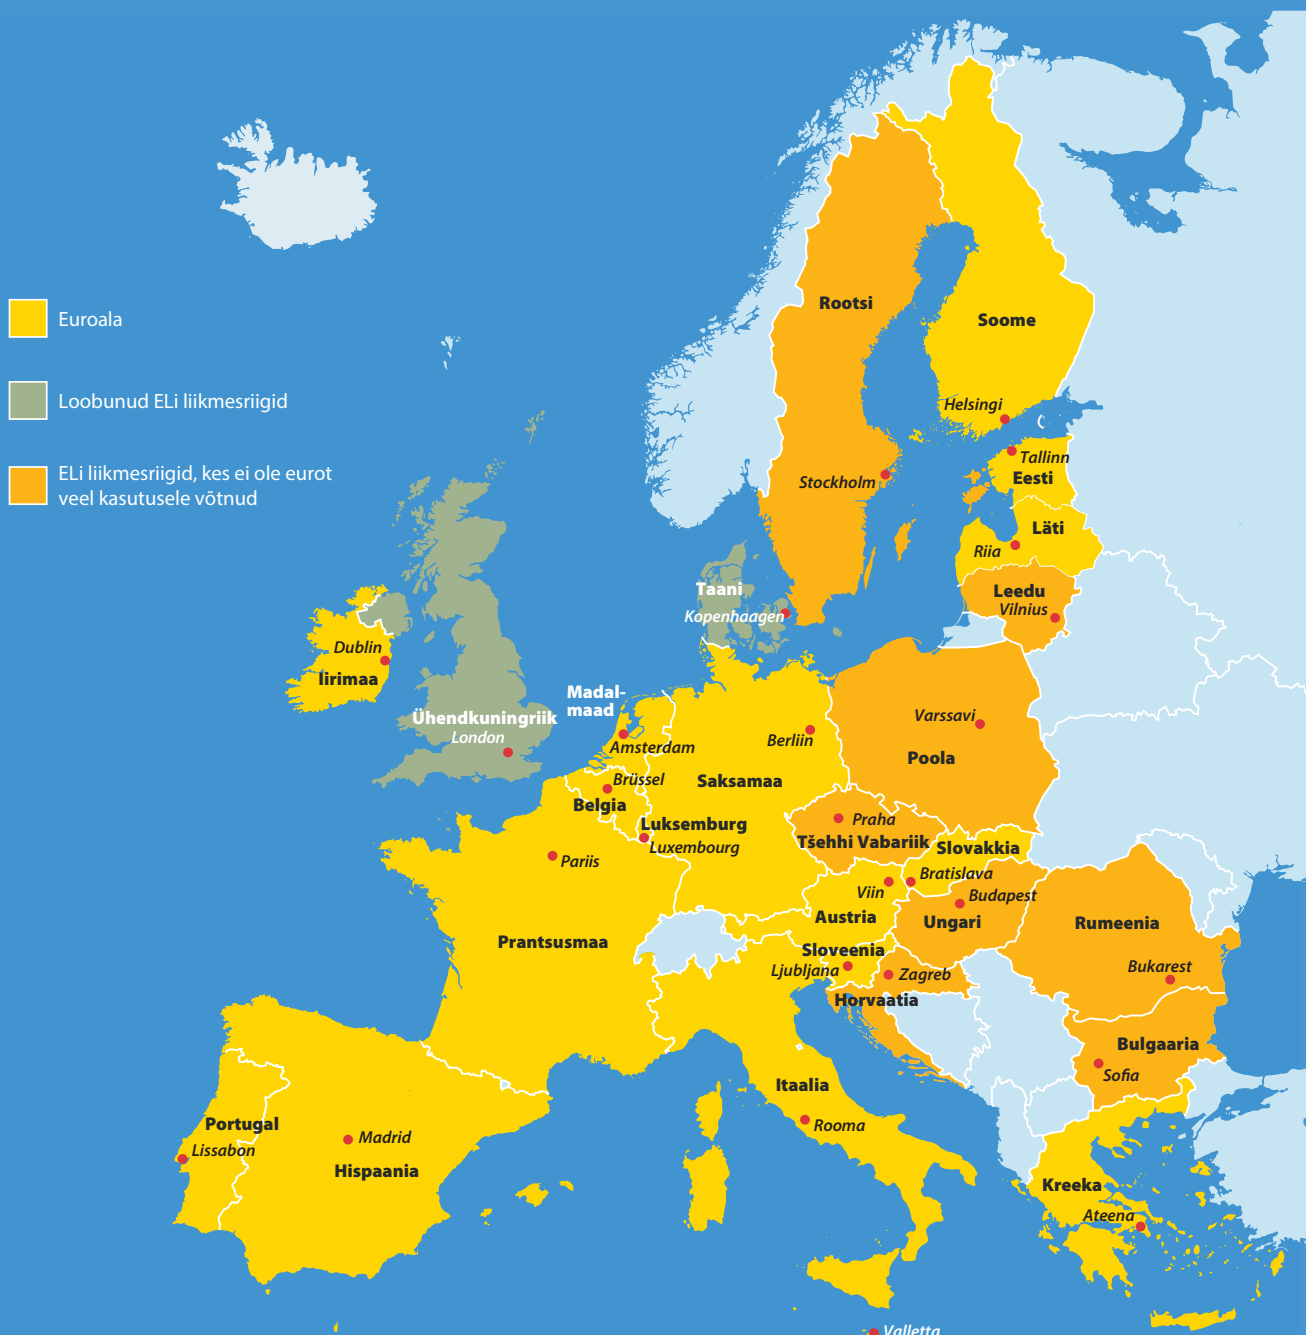 Euroala
Loobunud ELi liikmesriigid
ELi liikmesriigid, kes ei ole eurot
veel kasutusele võtnud
Rootsi
Soome
Helsingi
Tallinn
Eesti
Stockholm
Läti
Riia
Leedu
Vilnius
Taani
Kopenhaagen
Dublin
Iirimaa
Madal-
maad
Ühendkuningriik
London
Amsterdam
Berliin
Varssavi
Poola
Saksamaa
Brüssel
Belgia
Luksemburg
Luxembourg
Praha
Tšehhi Vabariik
Slovakkia
Pariis
Bratislava
Viin
Budapest
Austria
Ungari
Rumeenia
Prantsusmaa
Sloveenia
Ljubljana
Zagreb
Bukarest
Horvaatia
Bulgaaria
Sofia
Itaalia
Rooma
Portugal
Lissabon
Madrid
Hispaania
Kreeka
Ateena
Valletta